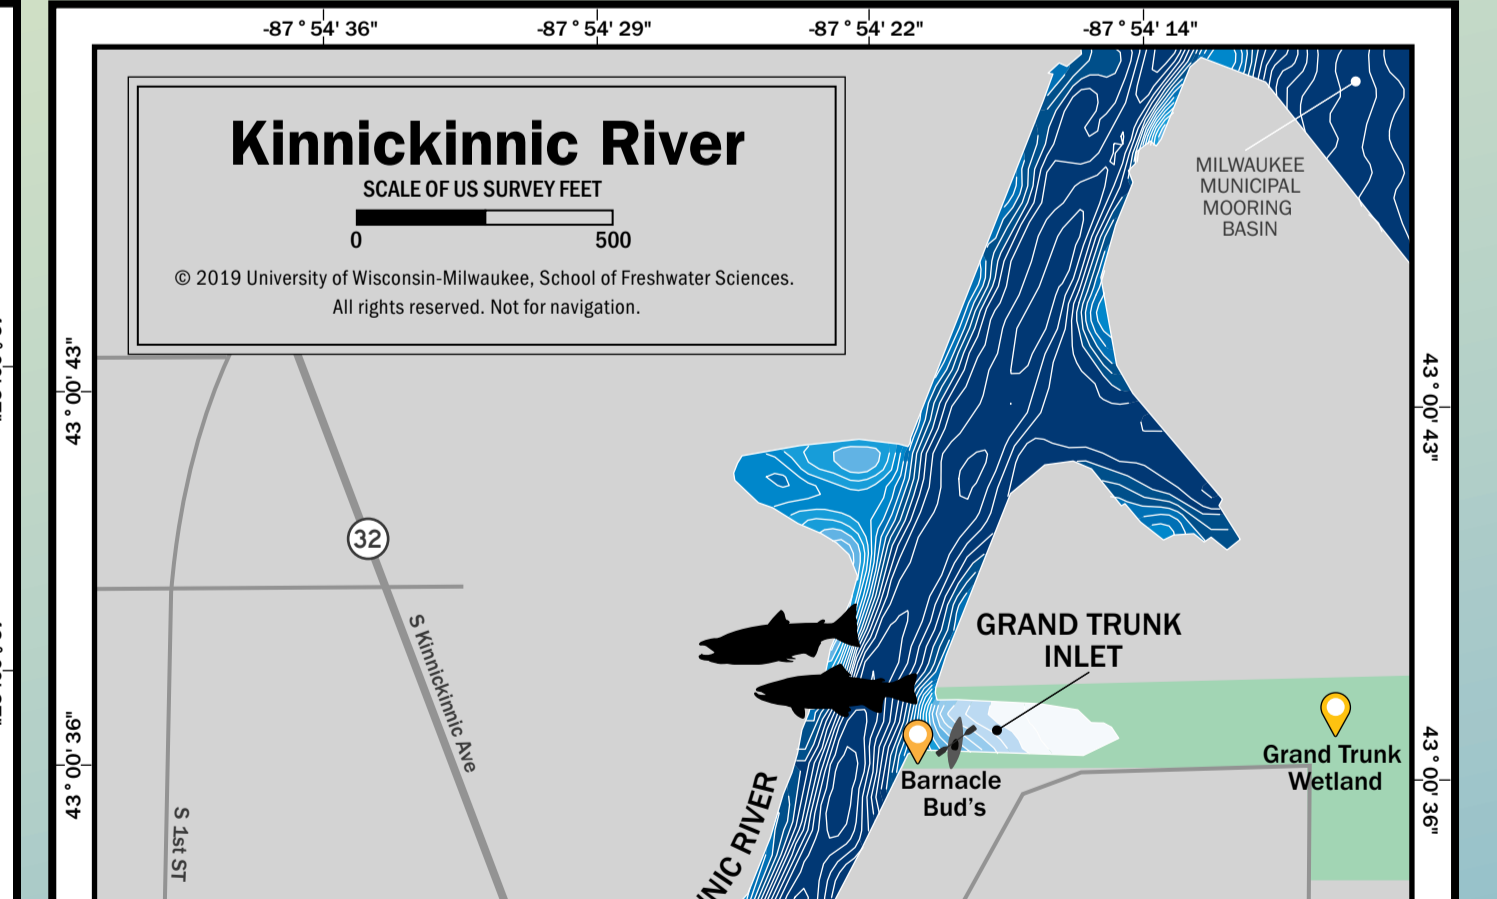 -87 ° 54' 36"
-87 ° 54' 29"
-87 ° 54' 22"
-87 ° 54' 14"
Kinnickinnic River
SCALE OF US SURVEY FEET
0
500
© 2019 University of Wisconsin-Milwaukee, School of Freshwater Sciences.
All rights reserved. Not for navigation.
MILWAUKEE
MUNICIPAL
MOORING
BASIN
43 ° 00' 43"
43 ° 00' 43"
32
S Kinnickinnic Ave
GRAND TRUNK
INLET
Grand Trunk
Wetland
Barnacle
Bud's
43 ° 00' 36"
43 ° 00' 36"
S 1st ST
NIC RIVER